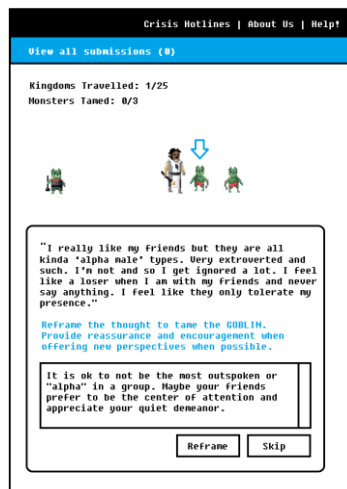 Crisis Hotlines | About Us | Help!
View all submissions (0)
Kingdoms Travelled: 1/25
Monsters Tamed: 0/3
"I really like my friends but they are all
kinda 'alpha male' types. Very extroverted and
such. I'm not and so I get ignored a lot. I feel
like a loser when I am with my friends and never
say anything. I feel like they only tolerate my
presence."
Reframe the thought to tame the GOBLIN.
Provide reassurance and encouragement when
offering new perspectives when possible.
It is ok to not be the most outspoken or
"alpha" in a group. Maybe your friends
prefer to be the center of attention and
appreciate your quiet demeanor.
Reframe
Skip